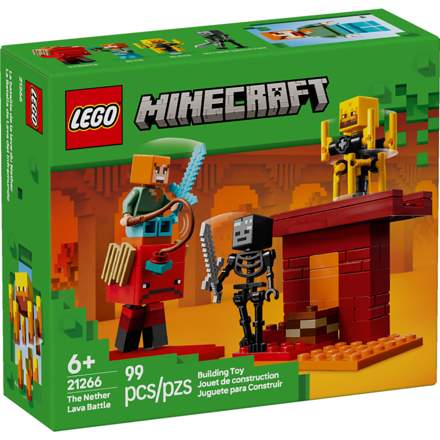 LEGO
MINECRAFT
6+
21266
The Nether
Lava Battle
99
pcs/pzs
Building Toy
Jouet de construction
Juguete para Construir
21266